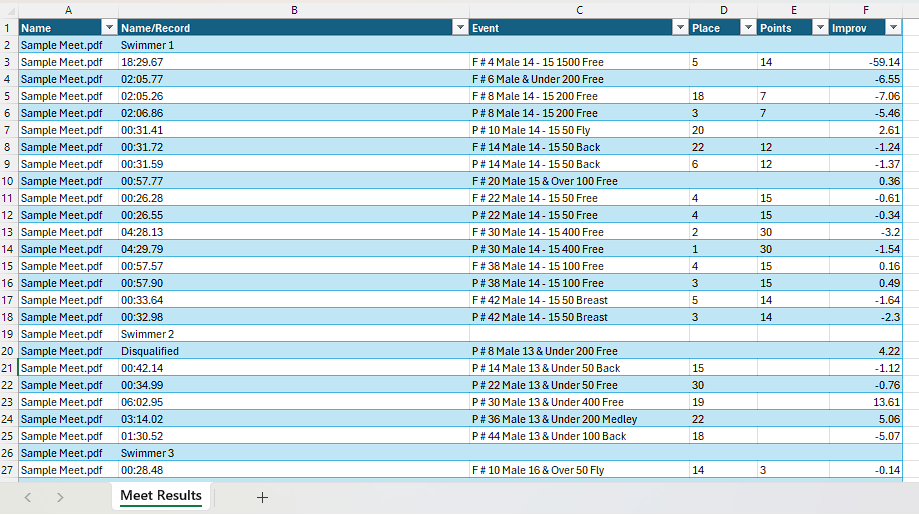 A B C D E F
1 Name Name/Record Event Place Points Improv
2 Sample Meet.pdf Swimmer 1
3 Sample Meet.pdf 18:29.67 F # 4 Male 14 - 15 1500 Free 5 14 -59.14
4 Sample Meet.pdf 02:05.77 F # 6 Male & Under 200 Free -6.55
5 Sample Meet.pdf 02:05.26 F # 8 Male 14 - 15 200 Free 18 7 -7.06
6 Sample Meet.pdf 02:06.86 P # 8 Male 14 - 15 200 Free 3 7 -5.46
7 Sample Meet.pdf 00:31.41 P # 10 Male 14 - 15 50 Fly 20 2.61
8 Sample Meet.pdf 00:31.72 F # 14 Male 14 - 15 50 Back 22 12 -1.24
9 Sample Meet.pdf 00:31.59 P # 14 Male 14 - 15 50 Back 6 12 -1.37
10 Sample Meet.pdf 00:57.77 F # 20 Male 15 & Over 100 Free 0.36
11 Sample Meet.pdf 00:26.28 F # 22 Male 14 - 15 50 Free 4 15 -0.61
12 Sample Meet.pdf 00:26.55 P # 22 Male 14 - 15 50 Free 4 15 -0.34
13 Sample Meet.pdf 04:28.13 F # 30 Male 14 - 15 400 Free 2 30 -3.2
14 Sample Meet.pdf 04:29.79 P # 30 Male 14 - 15 400 Free 1 30 -1.54
15 Sample Meet.pdf 00:57.57 F # 38 Male 14 - 15 100 Free 4 15 0.16
16 Sample Meet.pdf 00:57.90 P # 38 Male 14 - 15 100 Free 3 15 0.49
17 Sample Meet.pdf 00:33.64 F # 42 Male 14 - 15 50 Breast 5 14 -1.64
18 Sample Meet.pdf 00:32.98 P # 42 Male 14 - 15 50 Breast 3 14 -2.3
19 Sample Meet.pdf Swimmer 2
20 Sample Meet.pdf Disqualified P # 8 Male 13 & Under 200 Free 4.22
21 Sample Meet.pdf 00:42.14 P # 14 Male 13 & Under 50 Back 15 -1.12
22 Sample Meet.pdf 00:34.99 P # 22 Male 13 & Under 50 Free 30 -0.76
23 Sample Meet.pdf 06:02.95 P # 30 Male 13 & Under 400 Free 19 13.61
24 Sample Meet.pdf 03:14.02 P # 36 Male 13 & Under 200 Medley 22 5.06
25 Sample Meet.pdf 01:30.52 P # 44 Male 13 & Under 100 Back 18 -5.07
26 Sample Meet.pdf Swimmer 3
27 Sample Meet.pdf 00:28.48 F # 10 Male 16 & Over 50 Fly 14 3 -0.14
Meet Results